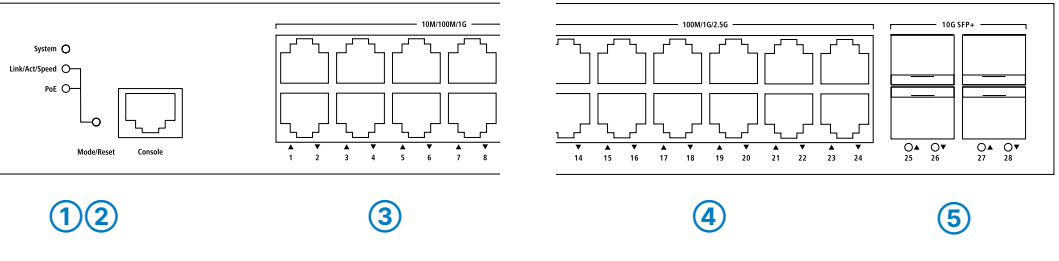 10M/100M/1G
100M/1G/2.5G
10G SFP+
System
Link/Act/Speed
PoE
Mode/Reset
Console
1 2 3 4 5 6 7 8
14 15 16 17 18 19 20 21 22 23 24
25 26 27 28
1 2 3 4 5